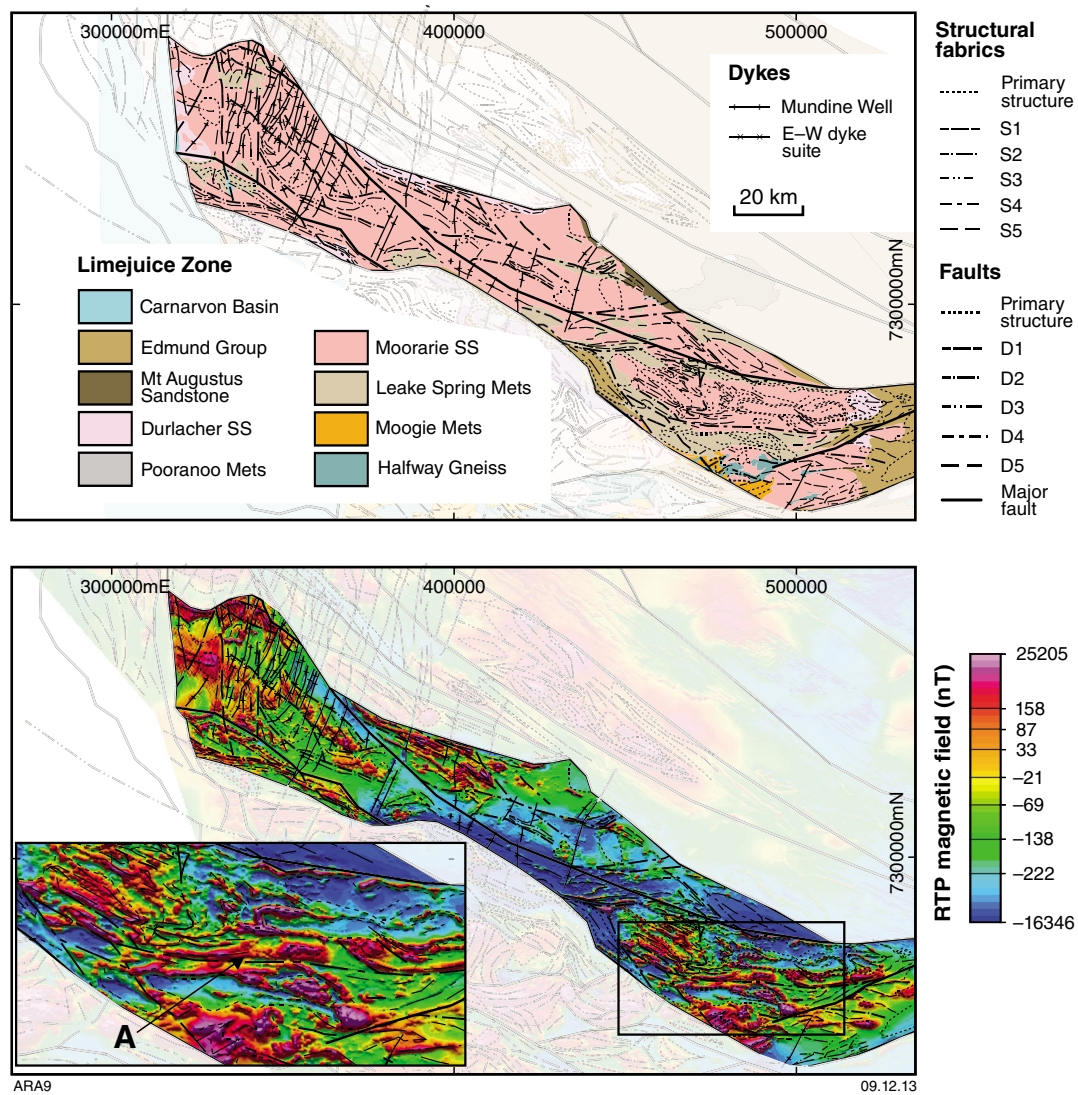 300000mE
400000
500000
7300000mN
Dykes
Mundine Well
E–W dyke
suite
20 km
Limejuice Zone
Carnarvon Basin
Edmund Group
Mt Augustus
Sandstone
Durlacher SS
Pooranoo Mets
Moorarie SS
Leake Spring Mets
Moogie Mets
Halfway Gneiss
Structural
fabrics
Primary
structure
S1
S2
S3
S4
S5
Faults
Primary
structure
D1
D2
D3
D4
D5
Major
fault
300000mE
400000
500000
7300000mN
A
RTP magnetic field (nT)
25205
158
87
33
–21
–69
–138
–222
–16346
ARA9
09.12.13